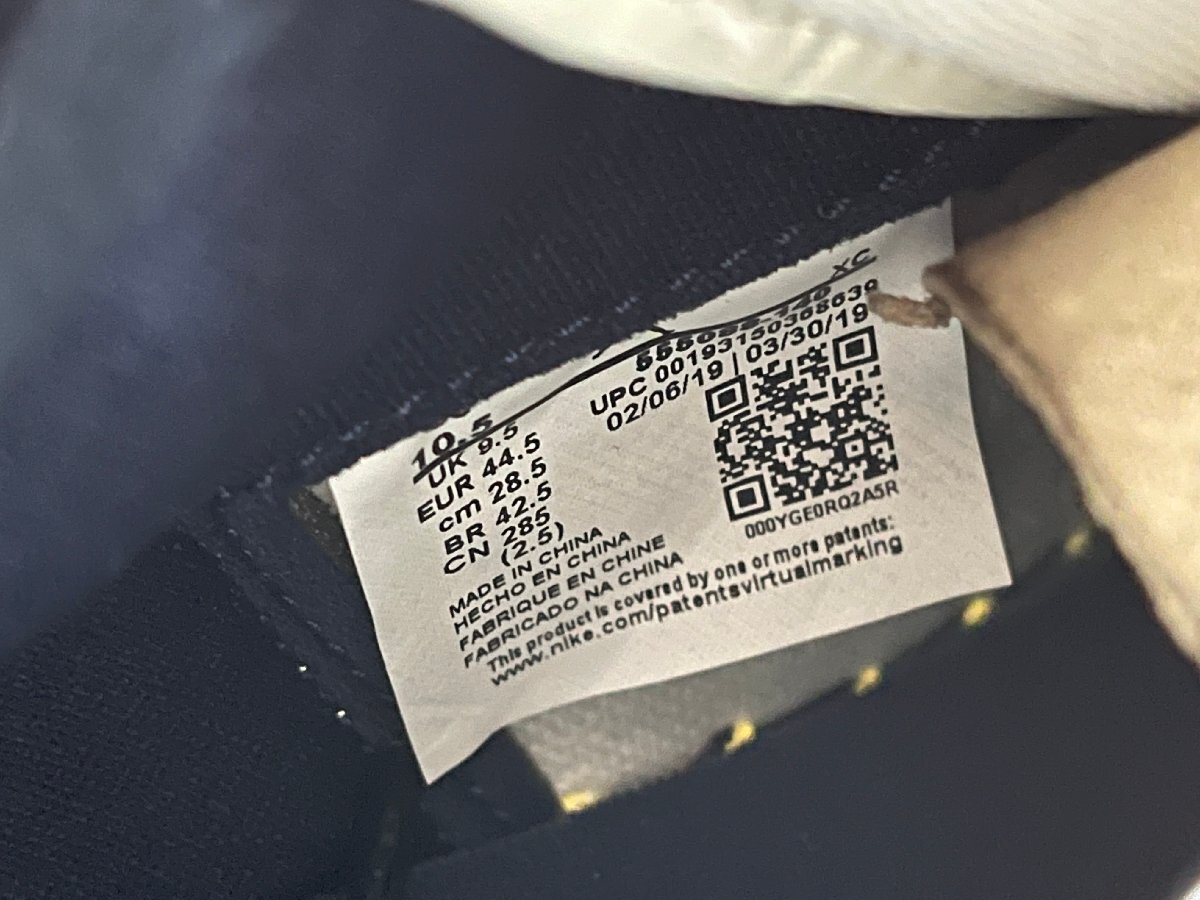 10.5
UK 9.5
EUR 44.5
cm 28.5
BR 42.5
CN 285
(2.5)
MADE IN CHINA
HECHO EN CHINA
FABRIQUE EN CHINE
FABRICADO NA CHINA
This product is covered by one or more patents:
www.nike.com/patentsvirtualmarking
XC
555088-140
UPC 00193150368639
02/06/19 | 03/30/19
000YGE0RQ2A5R